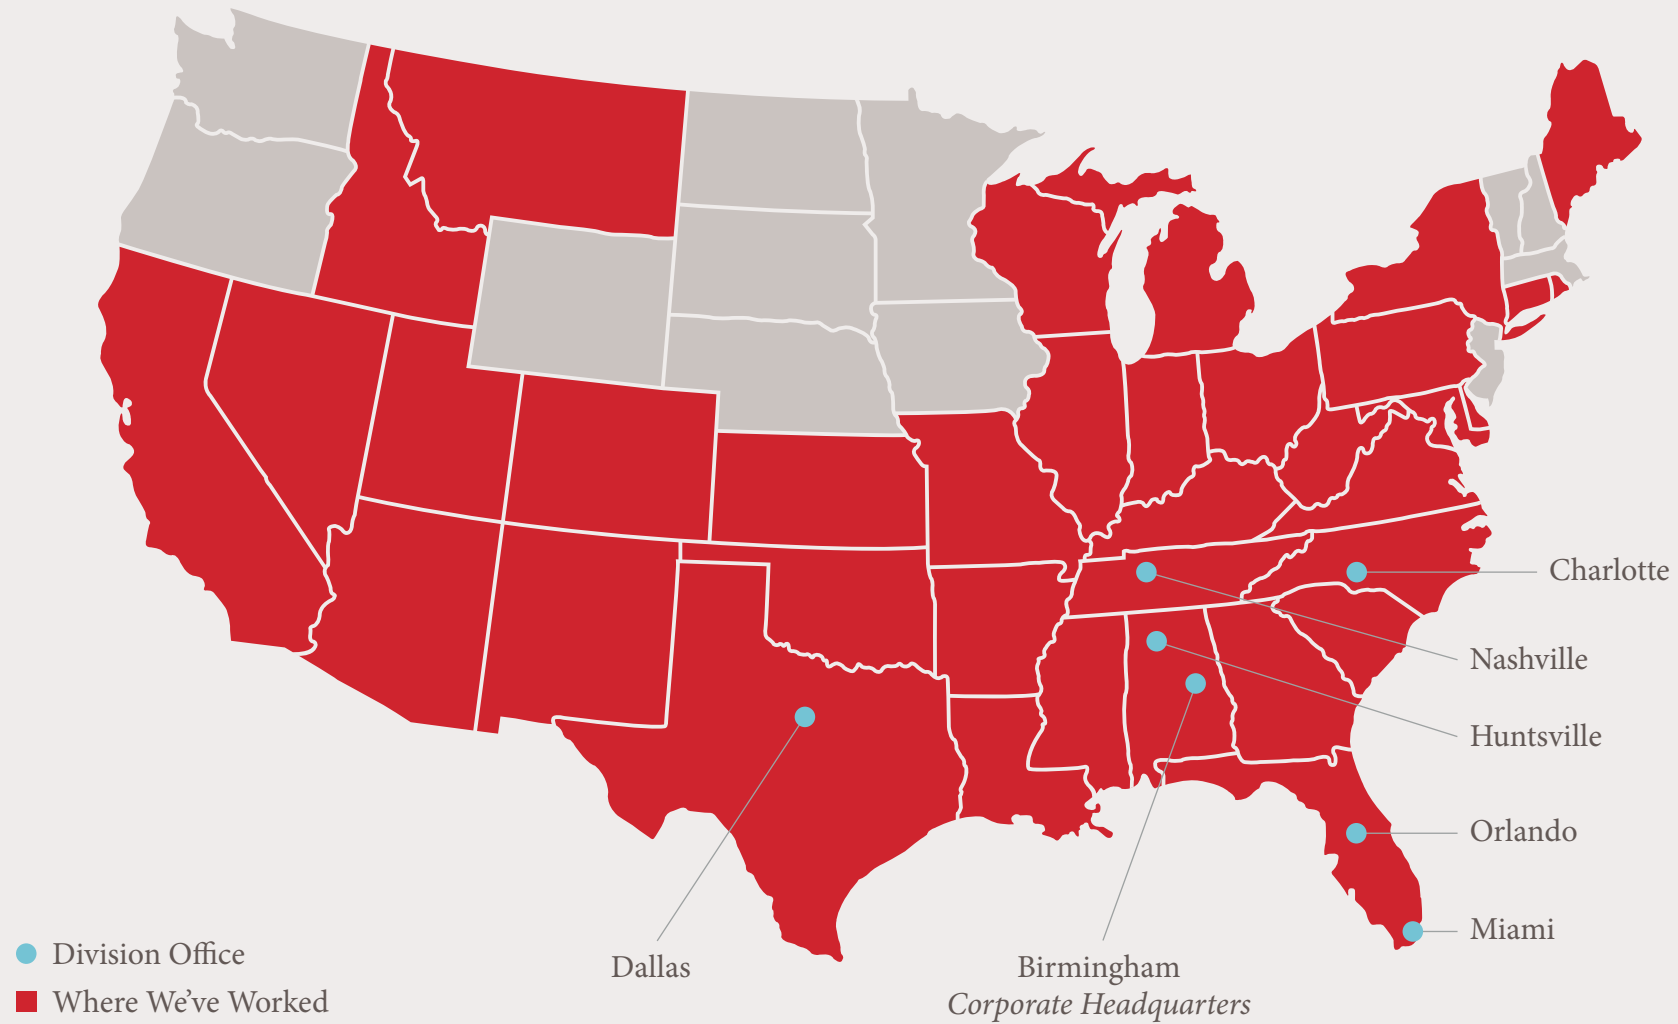 Charlotte
Nashville
Huntsville
Orlando
Miami
Division Office
Where We’ve Worked
Dallas
Birmingham
Corporate Headquarters